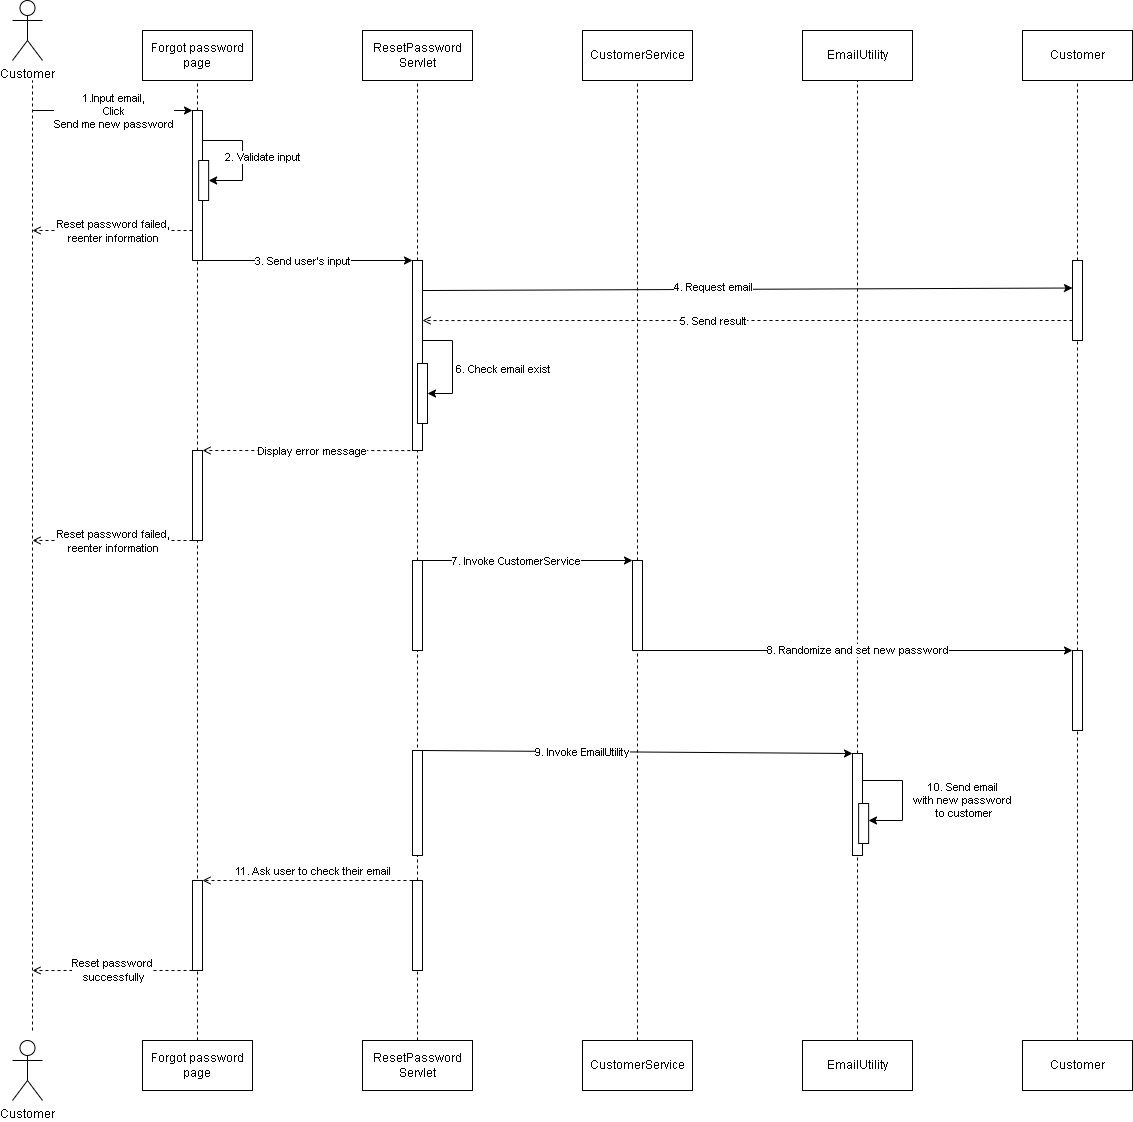 Customer
Forgot password
page
ResetPassword
Servlet
CustomerService
EmailUtility
Customer
1.Input email,
Click
Send me new password
2. Validate input
Reset password failed,
reenter information
3. Send user's input
4. Request email
5. Send result
6. Check email exist
Display error message
Reset password failed,
reenter information
7. Invoke CustomerService
8. Randomize and set new password
9. Invoke EmailUtility
10. Send email
with new password
to customer
11. Ask user to check their email
Reset password
successfully
Customer
Forgot password
page
ResetPassword
Servlet
CustomerService
EmailUtility
Customer